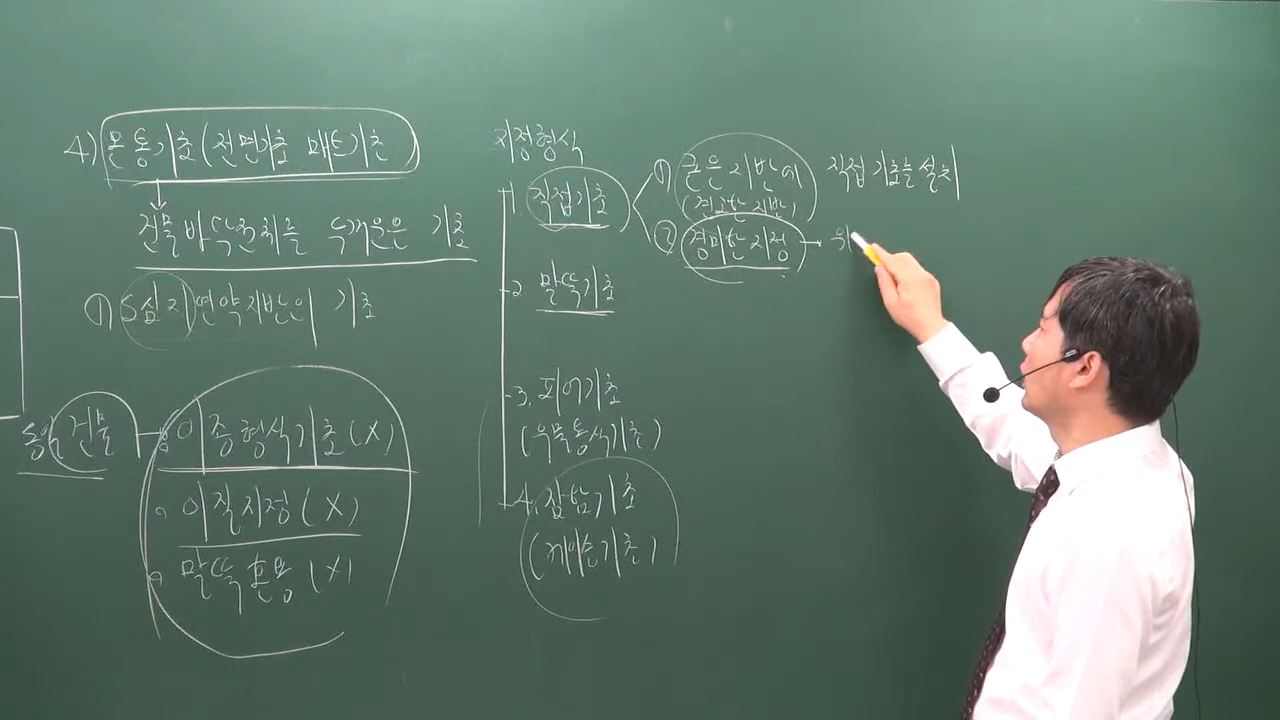 4) 온통기초(전면기초 매트기초
건물바닥전체를 두꺼운 기초
① 도심지연약지반의 기초
동일건물
이종형식기초(X)
이질지정(X)
말뚝혼용(X)
지정형식
1. 직접기초
① 굳은지반에 직접기초를설치
(견고한지반)
② 경미한지정 → 위
2 말뚝기초
3. 피어기초
(우물통식기초)
4. 잠함기초
(케이슨기초)